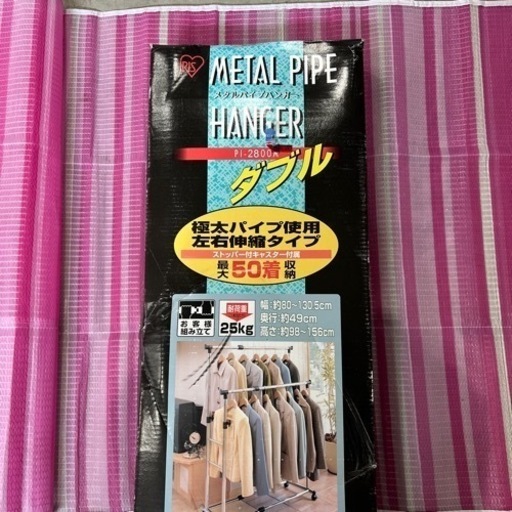 IRIS
METAL PIPE
メタルパイプハンガー
HANGER
PI-2800R
ダブル
極太パイプ使用
左右伸縮タイプ
ストッパー付キャスター付属
最大50着収納
お客様
組み立て
耐荷重
25kg
幅:約80〜130.5cm
奥行:約49cm
高さ:約98〜156cm